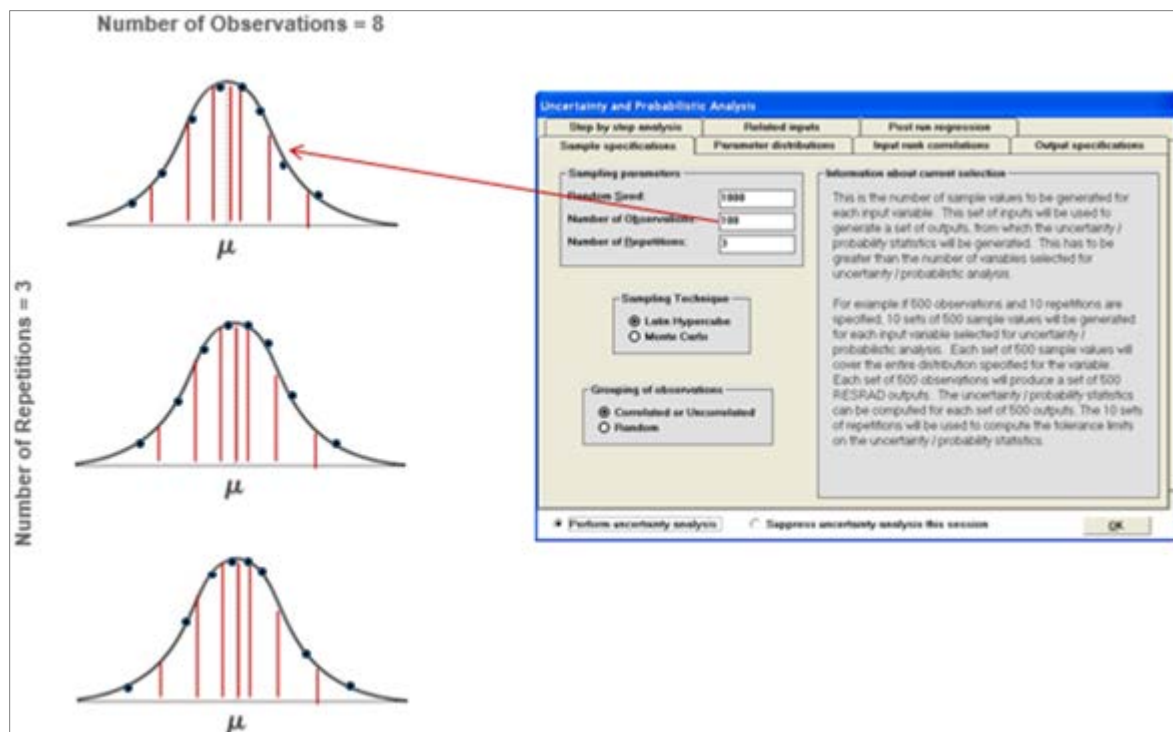 Number of Observations = 8
μ
Number of Repetitions = 3
μ
μ
Uncertainty and Probabilistic Analysis
Step by step analysis
Related inputs
Post run regression
Sample specifications
Parameter distributions
Input rank correlations
Output specifications
Sampling parameters
Random Seed:
1000
Number of Observations:
100
Number of Repetitions:
3
Sampling Technique
Latin Hypercube
Monte Carlo
Grouping of observations
Correlated or Uncorrelated
Random
Information about current selection
This is the number of sample values to be generated for
each input variable. This set of inputs will be used to
generate a set of outputs, from which the uncertainty /
probability statistics will be generated. This has to be
greater than the number of variables selected for
uncertainty / probabilistic analysis.
For example if 500 observations and 10 repetitions are
specified, 10 sets of 500 sample values will be generated
for each input variable selected for uncertainty /
probabilistic analysis. Each set of 500 sample values will
cover the entire distribution specified for the variable.
Each set of 500 observations will produce a set of 500
RESRAD outputs. The uncertainty / probability statistics
can be computed for each set of 500 outputs. The 10 sets
of repetitions will be used to compute the tolerance limits
on the uncertainty / probability statistics.
Perform uncertainty analysis
Suppress uncertainty analysis this session
OK